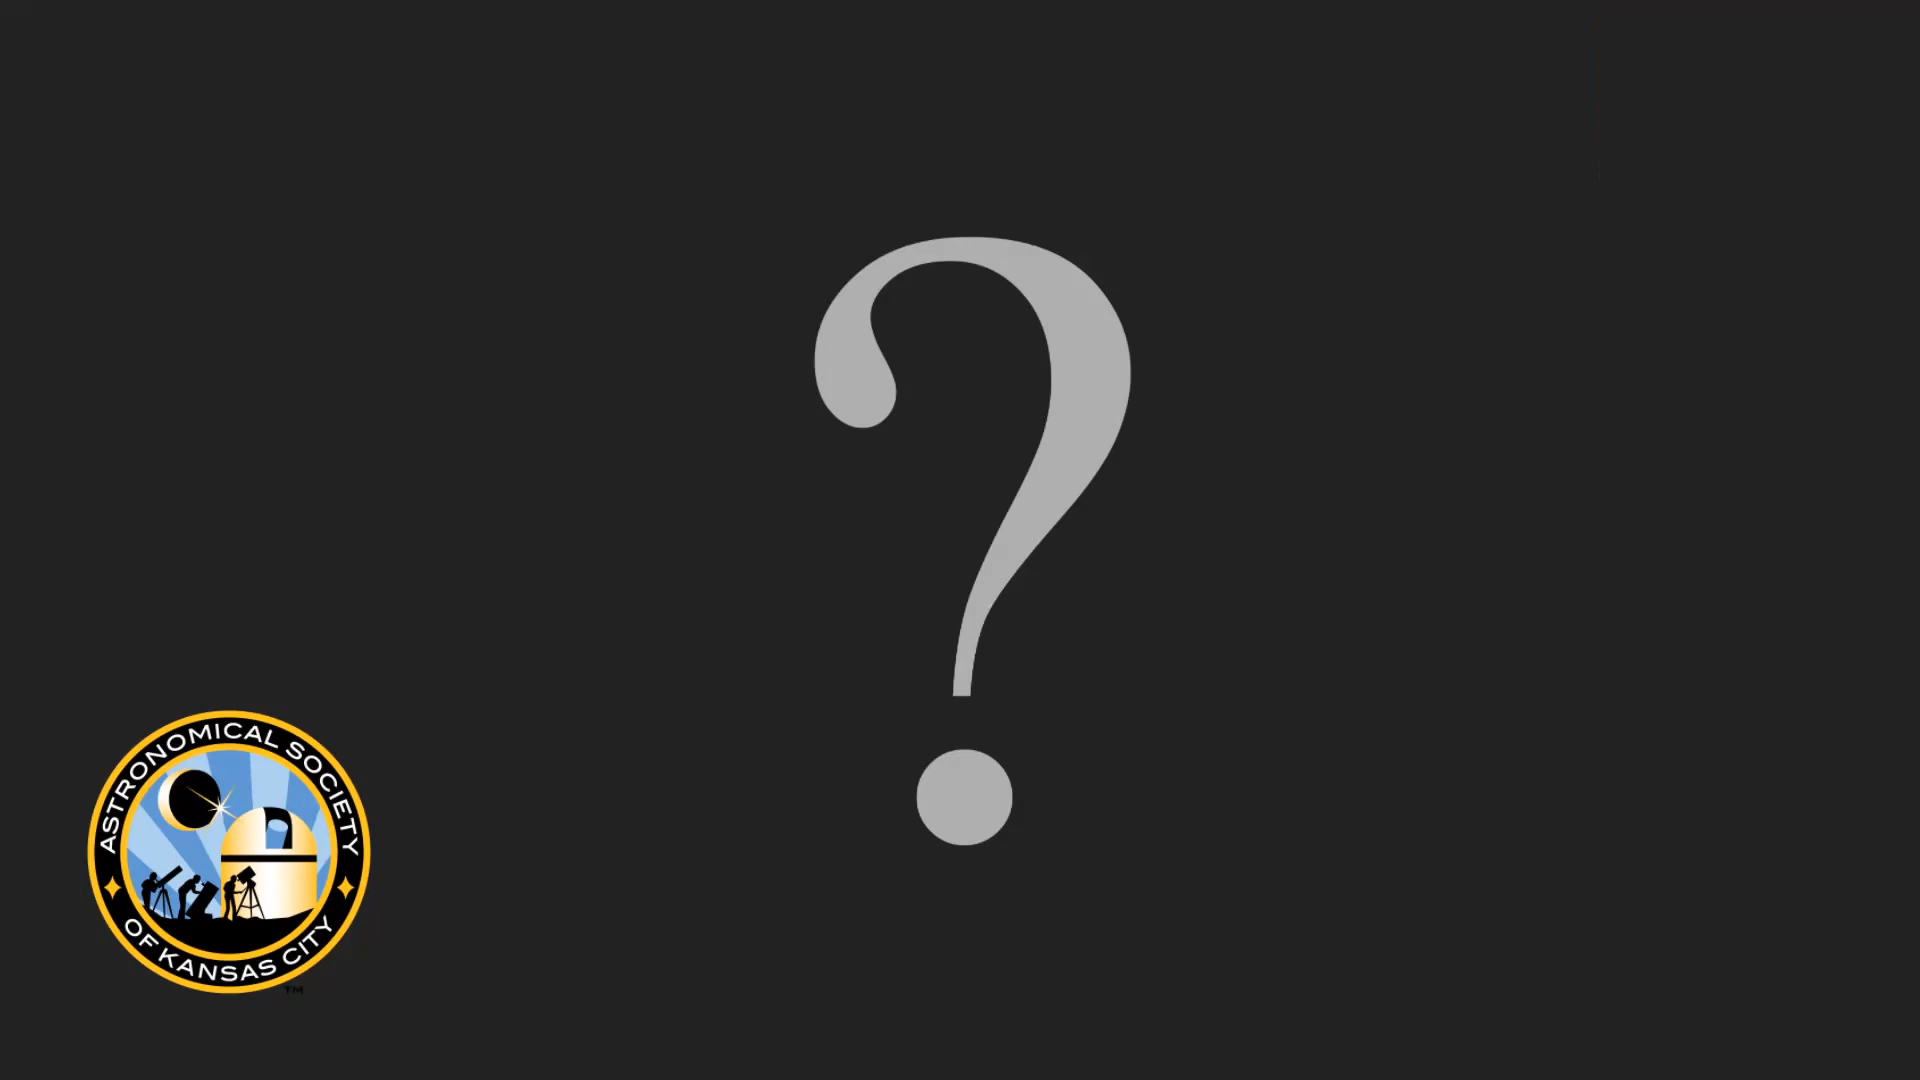 ?
ASTRONOMICAL SOCIETY
OF KANSAS CITY
™